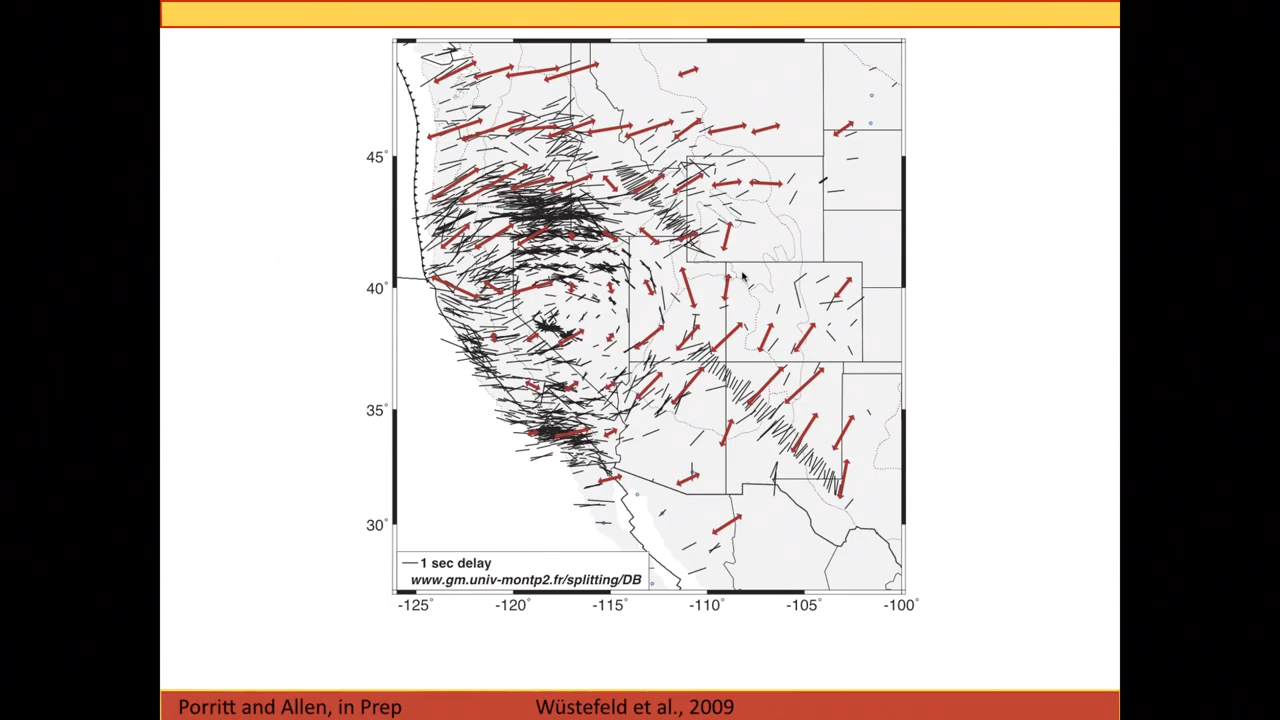 45°
40°
35°
30°
1 sec delay
www.gm.univ-montp2.fr/splitting/DB
-125° -120° -115° -110° -105° -100°
Porritt and Allen, in Prep Wüstefeld et al., 2009